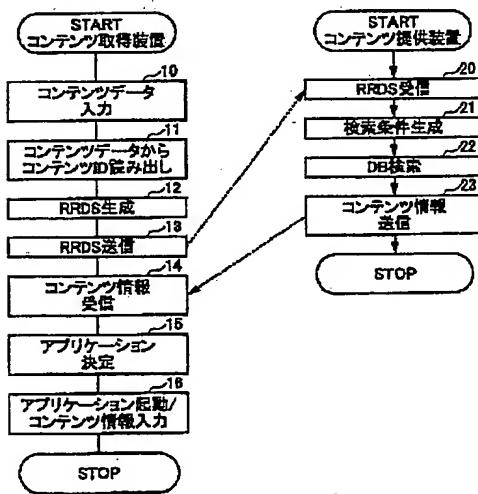 START
コンテンツ取得装置
10
コンテンツデータ
入力
11
コンテンツデータから
コンテンツID読み出し
12
RRDS生成
13
RRDS送信
14
コンテンツ情報
受信
15
アプリケーション
決定
16
アプリケーション起動/
コンテンツ情報入力
STOP
START
コンテンツ提供装置
20
RRDS受信
21
検索条件生成
22
DB検索
23
コンテンツ情報
送信
STOP